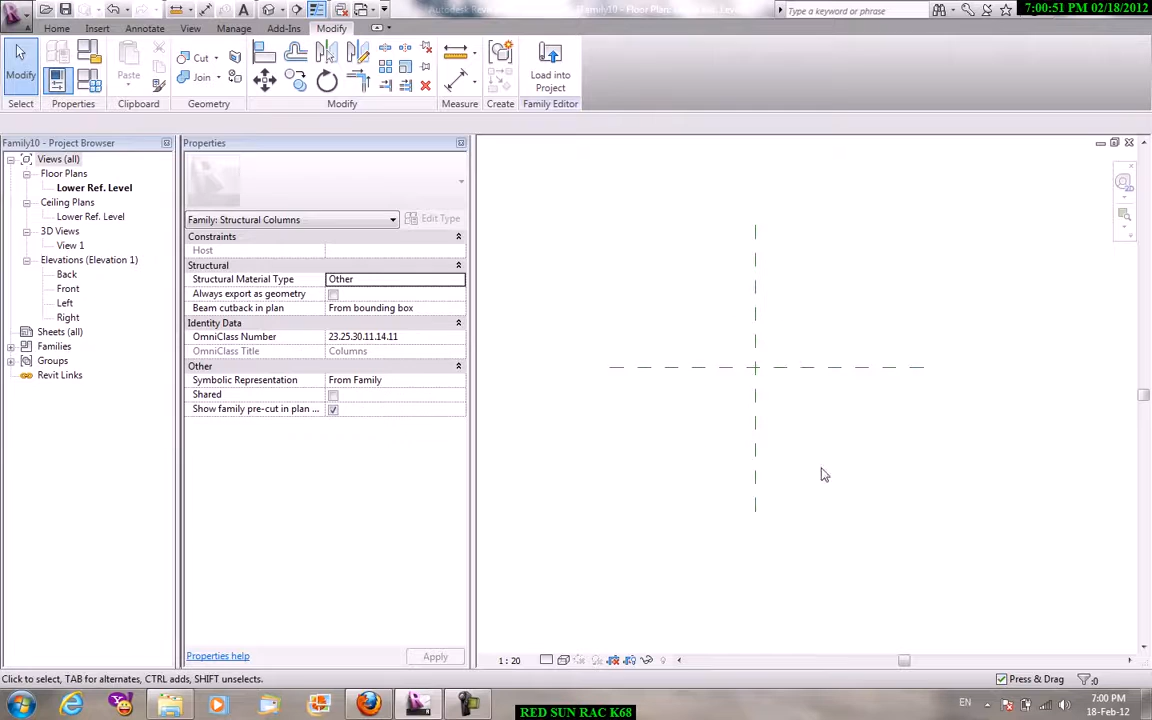 Autodesk Rev
Family10 - Floor Plan:
Type a keyword or phrase
7:00:51 PM 02/18/2012
Home
Insert
Annotate
View
Manage
Add-Ins
Modify
Modify
Paste
Cut
Join
Load into
Project
Select
Properties
Clipboard
Geometry
Modify
Measure
Create
Family Editor
Family10 - Project Browser
Views (all)
Floor Plans
Lower Ref. Level
Ceiling Plans
Lower Ref. Level
3D Views
View 1
Elevations (Elevation 1)
Back
Front
Left
Right
Sheets (all)
Families
Groups
Revit Links
Properties
Family: Structural Columns
Edit Type
Constraints
Host
Structural
Structural Material Type Other
Always export as geometry
Beam cutback in plan From bounding box
Identity Data
OmniClass Number 23.25.30.11.14.11
OmniClass Title Columns
Other
Symbolic Representation From Family
Shared
Show family pre-cut in plan ...
Properties help
Apply
2D
1 : 20
Click to select, TAB for alternates, CTRL adds, SHIFT unselects.
Press & Drag
:0
EN
7:00 PM
18-Feb-12
RED SUN RAC K68